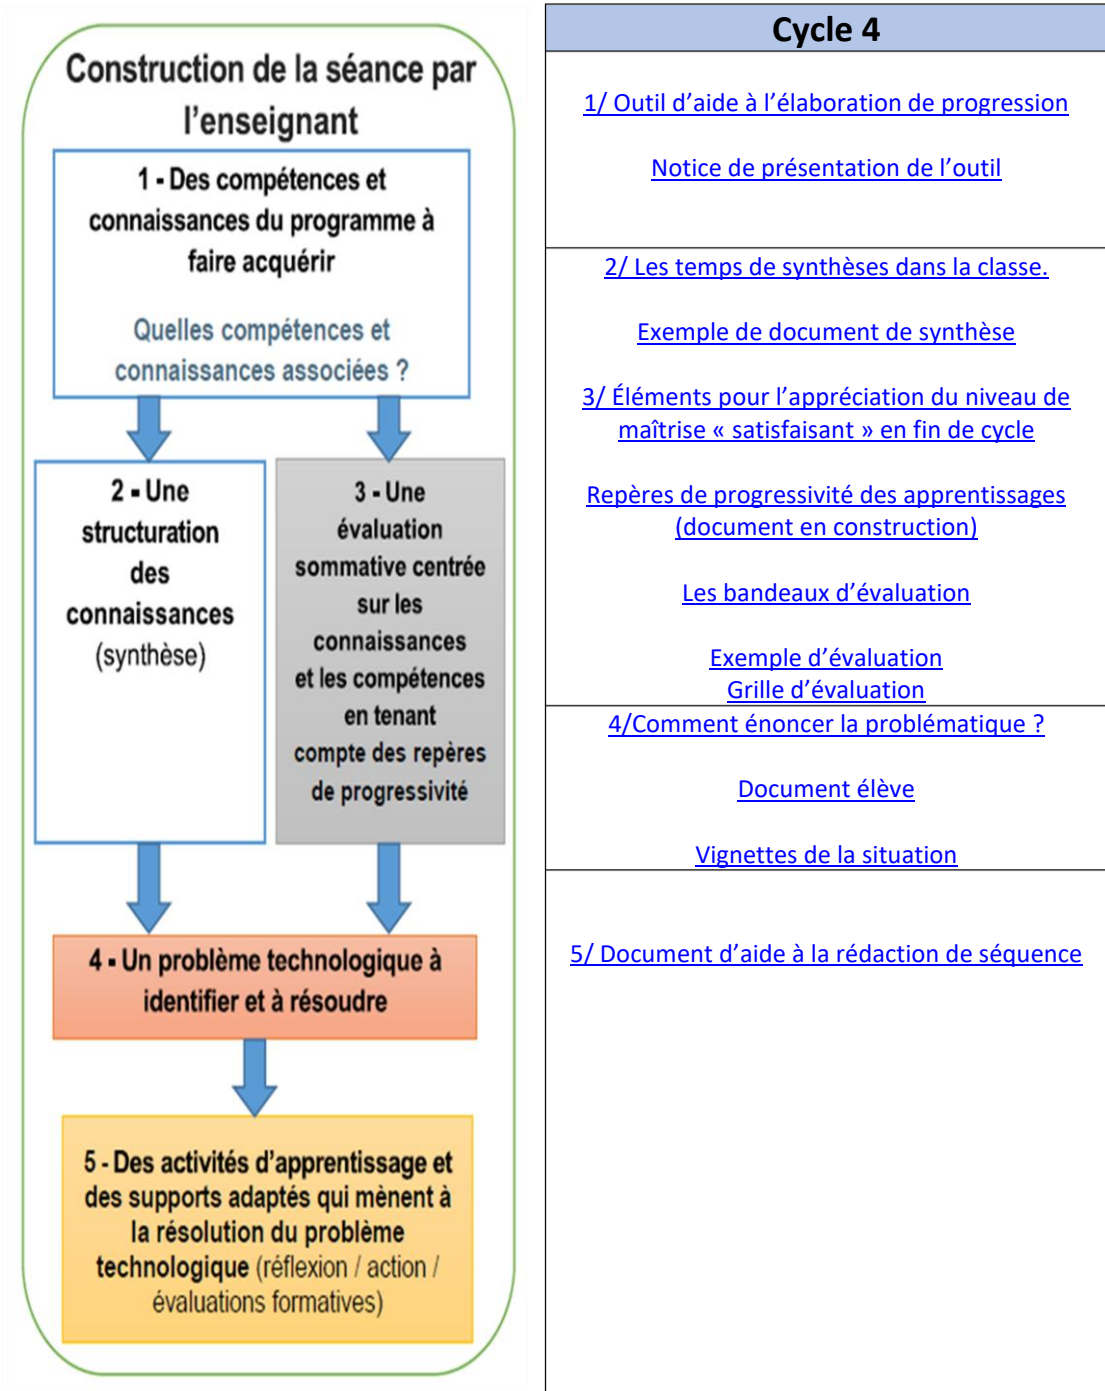 Construction de la séance par
l'enseignant
1 - Des compétences et
connaissances du programme à
faire acquérir
Quelles compétences et
connaissances associées ?
2 - Une
structuration
des
connaissances
(synthèse)
3 - Une
évaluation
sommative centrée
sur les
connaissances
et les compétences
en tenant
compte des repères
de progressivité
4 - Un problème technologique à
identifier et à résoudre
5 - Des activités d'apprentissage et
des supports adaptés qui mènent à
la résolution du problème
technologique (réflexion / action /
évaluations formatives)
Cycle 4
1/ Outil d'aide à l'élaboration de progression
Notice de présentation de l'outil
2/ Les temps de synthèses dans la classe.
Exemple de document de synthèse
3/ Éléments pour l'appréciation du niveau de
maîtrise « satisfaisant » en fin de cycle
Repères de progressivité des apprentissages
(document en construction)
Les bandeaux d'évaluation
Exemple d'évaluation
Grille d'évaluation
4/Comment énoncer la problématique ?
Document élève
Vignettes de la situation
5/ Document d'aide à la rédaction de séquence